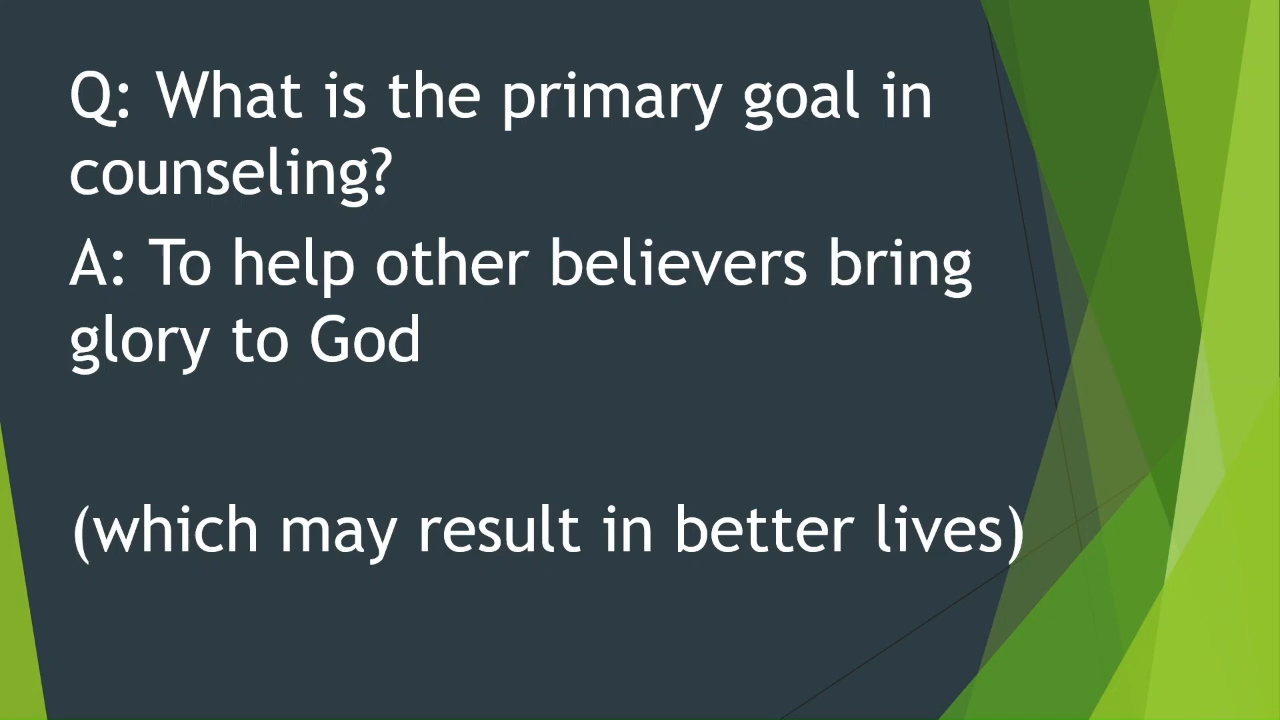 Q: What is the primary goal in
counseling?
A: To help other believers bring
glory to God
(which may result in better lives)